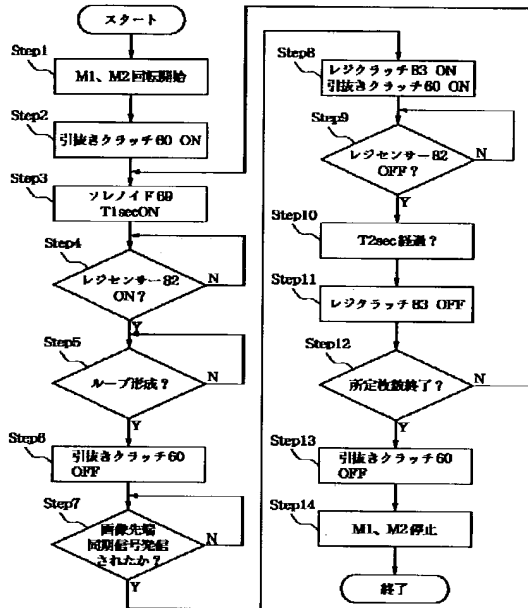 スタート
Step1
M1、M2回転開始
Step2
引抜きクラッチ60 ON
Step3
ソレノイド69
T1secON
Step4
レジセンサー82
ON?
N
Y
Step5
ループ形成?
N
Y
Step6
引抜きクラッチ60
OFF
Step7
画像先端
同期信号発信
されたか?
N
Y
Step8
レジクラッチ83 ON
引抜きクラッチ60 ON
Step9
レジセンサー82
OFF?
N
Y
Step10
T2sec経過?
Step11
レジクラッチ83 OFF
Step12
所定枚数終了?
N
Y
Step13
引抜きクラッチ60
OFF
Step14
M1、M2停止
終了